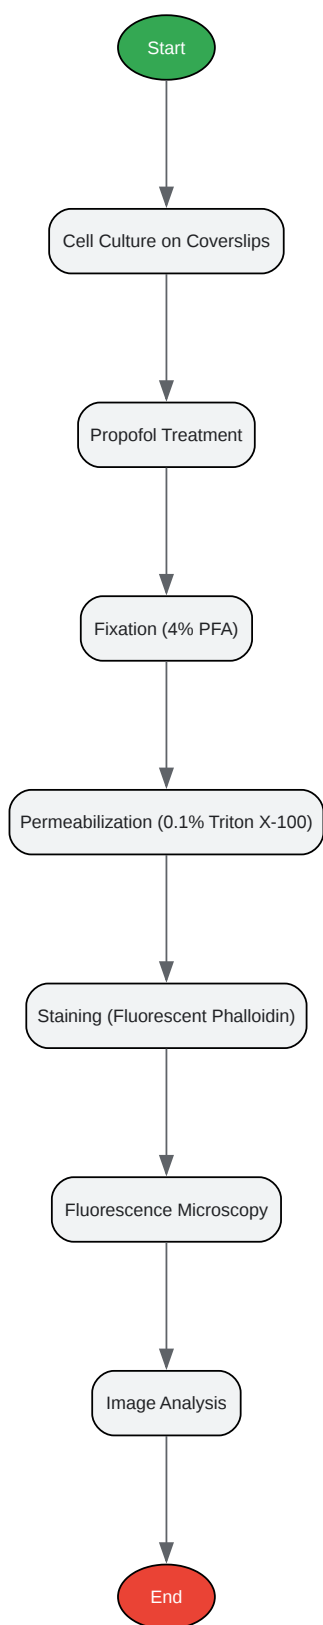 Start
Cell Culture on Coverslips
Propofol Treatment
Fixation (4% PFA)
Permeabilization (0.1% Triton X-100)
Staining (Fluorescent Phalloidin)
Fluorescence Microscopy
Image Analysis
End